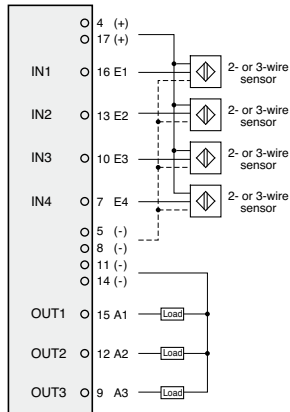 4 (+)
17 (+)
IN1 16 E1 2- or 3-wire
sensor
IN2 13 E2 2- or 3-wire
sensor
IN3 10 E3 2- or 3-wire
sensor
IN4 7 E4 2- or 3-wire
sensor
5 (-)
8 (-)
11 (-)
14 (-)
OUT1 15 A1 Load
OUT2 12 A2 Load
OUT3 9 A3 Load